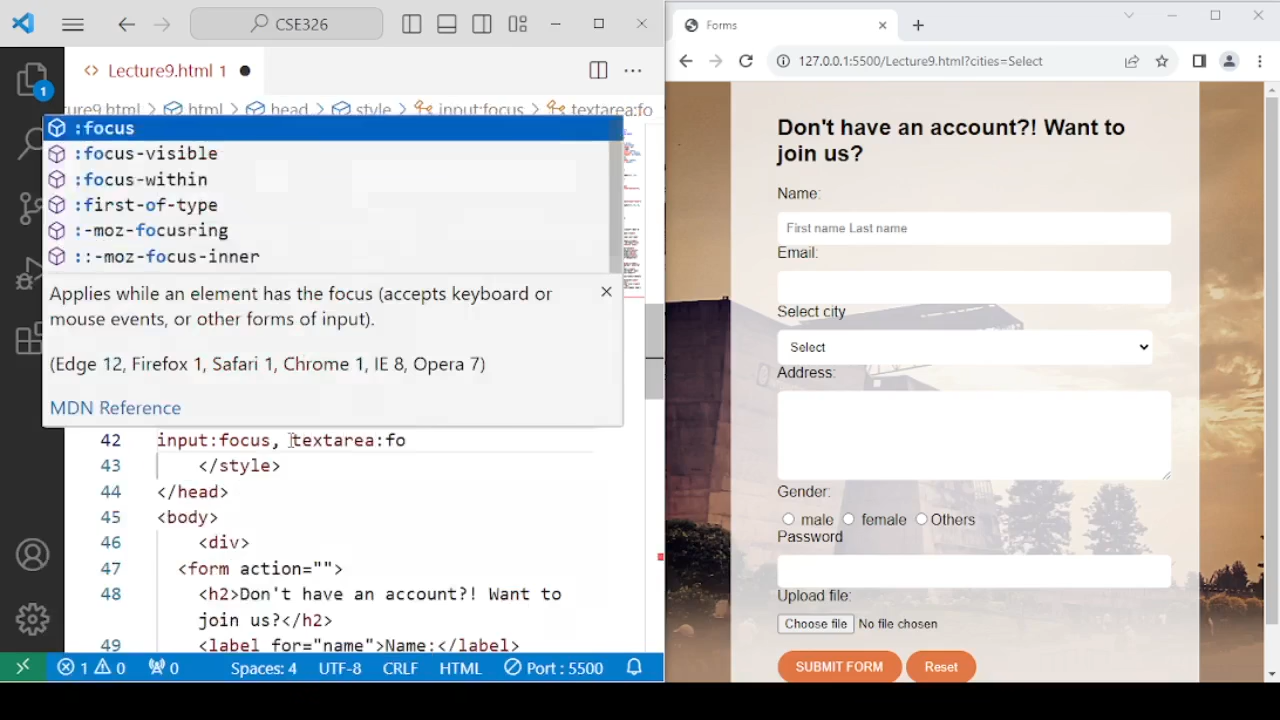 CSE326
Lecture9.html 1
ure9.html > html > head > style > input:focus > textarea:fo
1
:focus
:focus-visible
:focus-within
:first-of-type
:-moz-focusring
::-moz-focus-inner
Applies while an element has the focus (accepts keyboard or
mouse events, or other forms of input).
(Edge 12, Firefox 1, Safari 1, Chrome 1, IE 8, Opera 7)
MDN Reference
42 input:focus, textarea:fo
43 </style>
44 </head>
45 <body>
46 <div>
47 <form action="">
48 <h2>Don't have an account?! Want to
join us?</h2>
49 <label for="name">Name:</label>
1 0 0 Spaces: 4 UTF-8 CRLF HTML Port : 5500
Forms
127.0.0.1:5500/Lecture9.html?cities=Select
Don't have an account?! Want to
join us?
Name:
First name Last name
Email:
Select city
Select
Address:
Gender:
male female Others
Password
Upload file:
Choose file No file chosen
SUBMIT FORM Reset